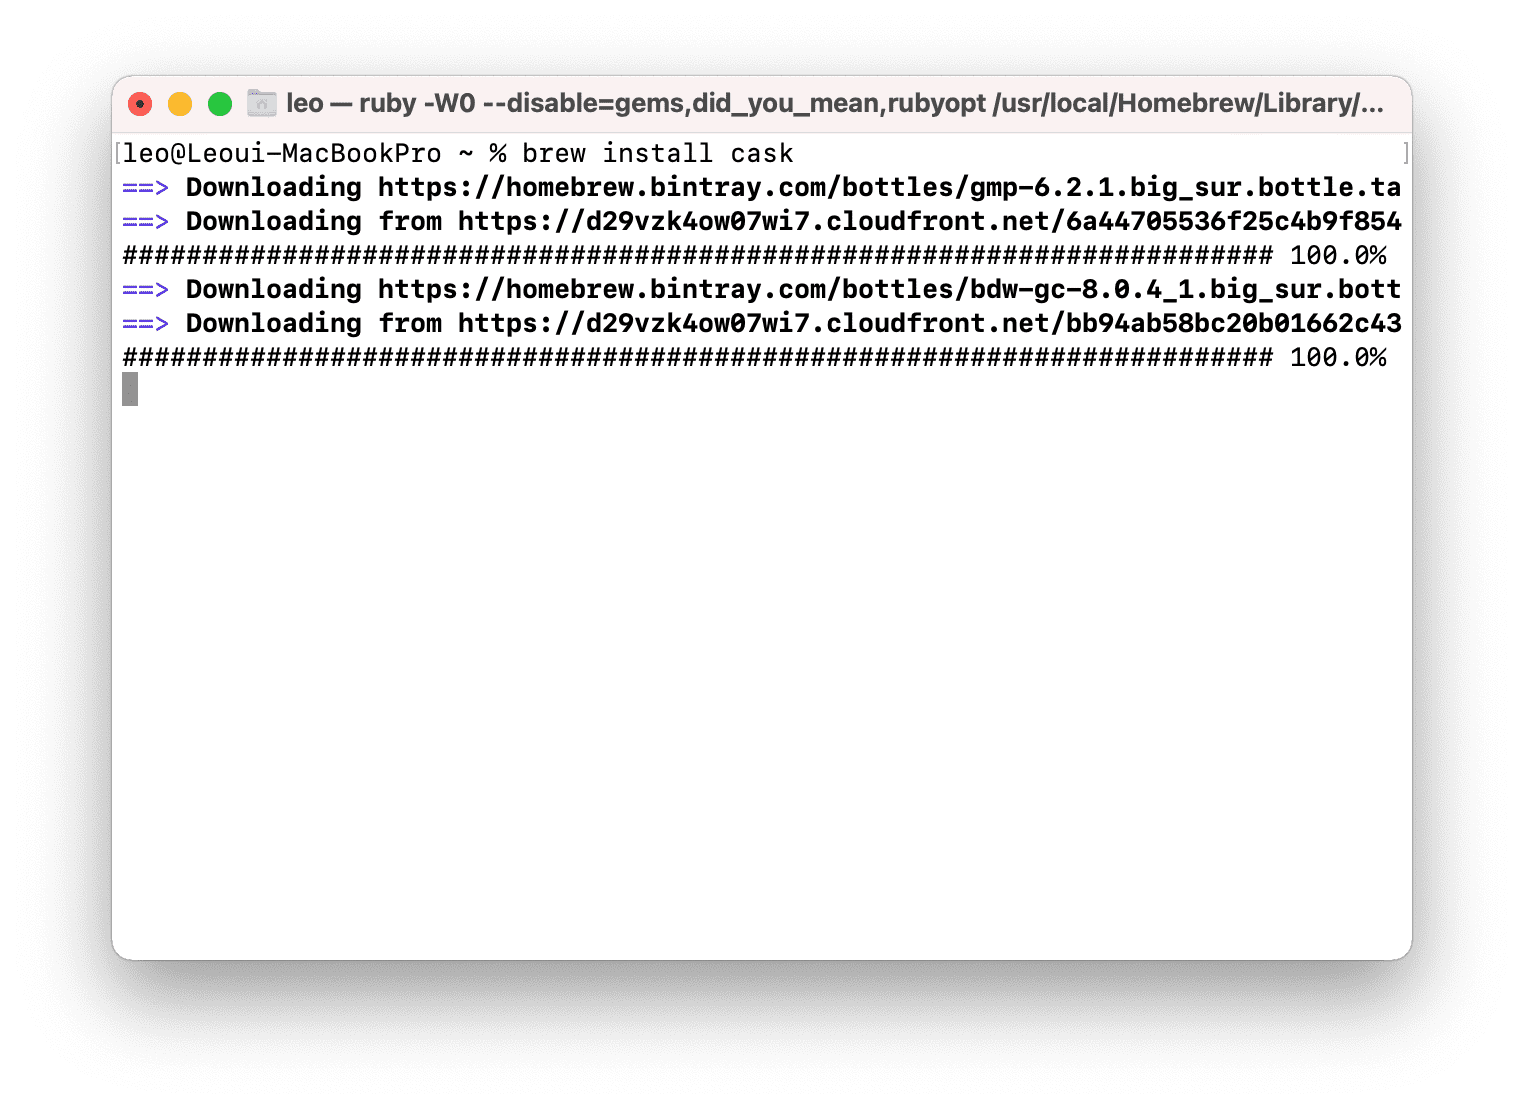 leo — ruby -W0 --disable=gems,did_you_mean,rubyopt /usr/local/Homebrew/Library/...
[leo@Leoui-MacBookPro ~ % brew install cask ]
==> Downloading https://homebrew.bintray.com/bottles/gmp-6.2.1.big_sur.bottle.ta
==> Downloading from https://d29vzk4ow07wi7.cloudfront.net/6a44705536f25c4b9f854
######################################################################## 100.0%
==> Downloading https://homebrew.bintray.com/bottles/bdw-gc-8.0.4_1.big_sur.bott
==> Downloading from https://d29vzk4ow07wi7.cloudfront.net/bb94ab58bc20b01662c43
######################################################################## 100.0%